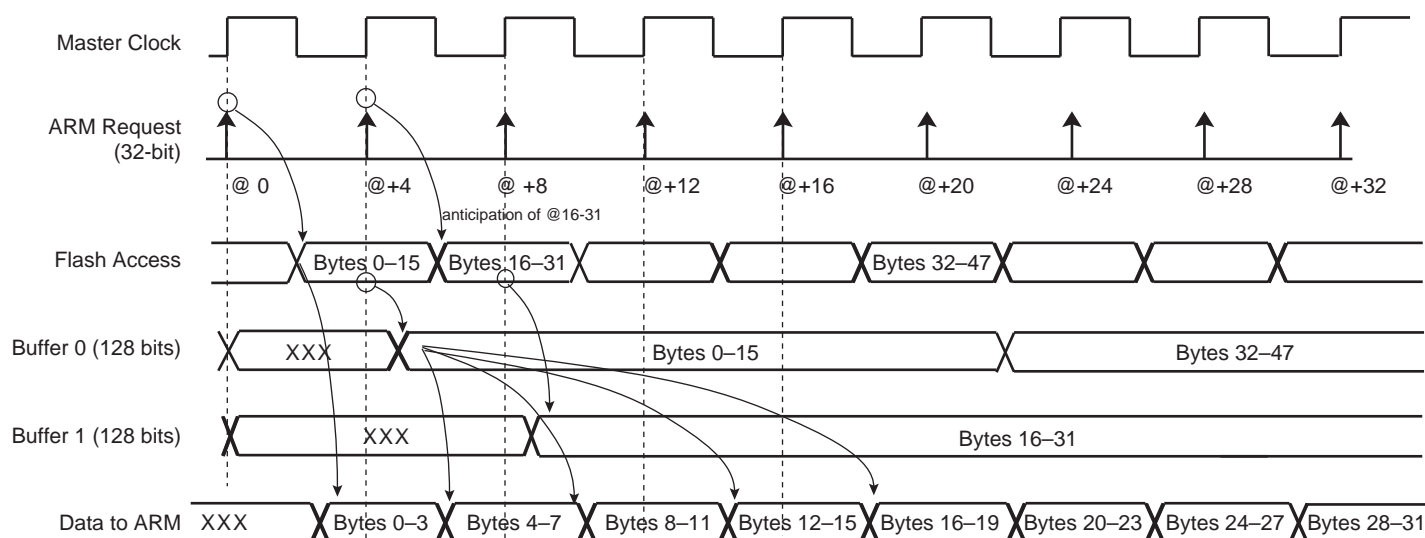 Master Clock
ARM Request
(32-bit)
@ 0 @+4 @ +8 @+12 @+16 @+20 @+24 @+28 @+32
anticipation of @16-31
Flash Access Bytes 0–15 Bytes 16–31 Bytes 32–47
Buffer 0 (128 bits) XXX Bytes 0–15 Bytes 32–47
Buffer 1 (128 bits) XXX Bytes 16–31
Data to ARM XXX Bytes 0–3 Bytes 4–7 Bytes 8–11 Bytes 12–15 Bytes 16–19 Bytes 20–23 Bytes 24–27 Bytes 28–31